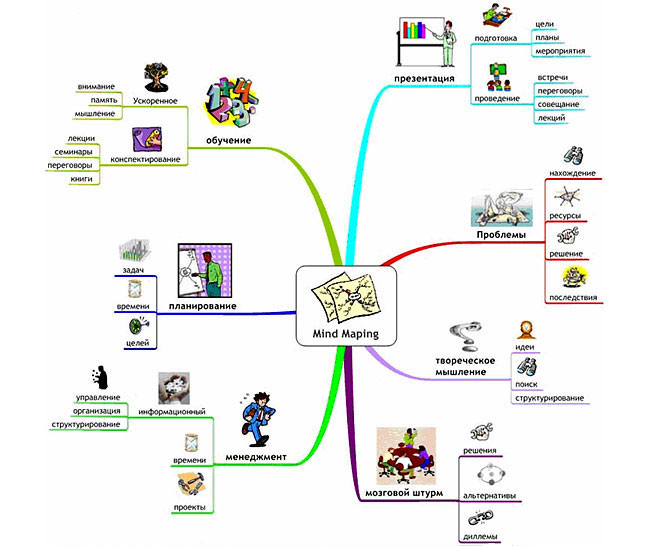 цели
подготовка
планы
мероприятия
презентация
встречи
проведение
переговоры
совещание
лекций
внимание
память
Ускоренное
мышление
обучение
лекции
семинары
конспектирование
переговоры
книги
нахождение
ресурсы
Проблемы
решение
последствия
задач
времени
планирование
целей
Mind Maping
идеи
творческое
мышление
поиск
структурирование
управление
организация
информационный
структурирование
времени
менеджмент
проекты
решения
мозговой штурм
альтернативы
диллемы